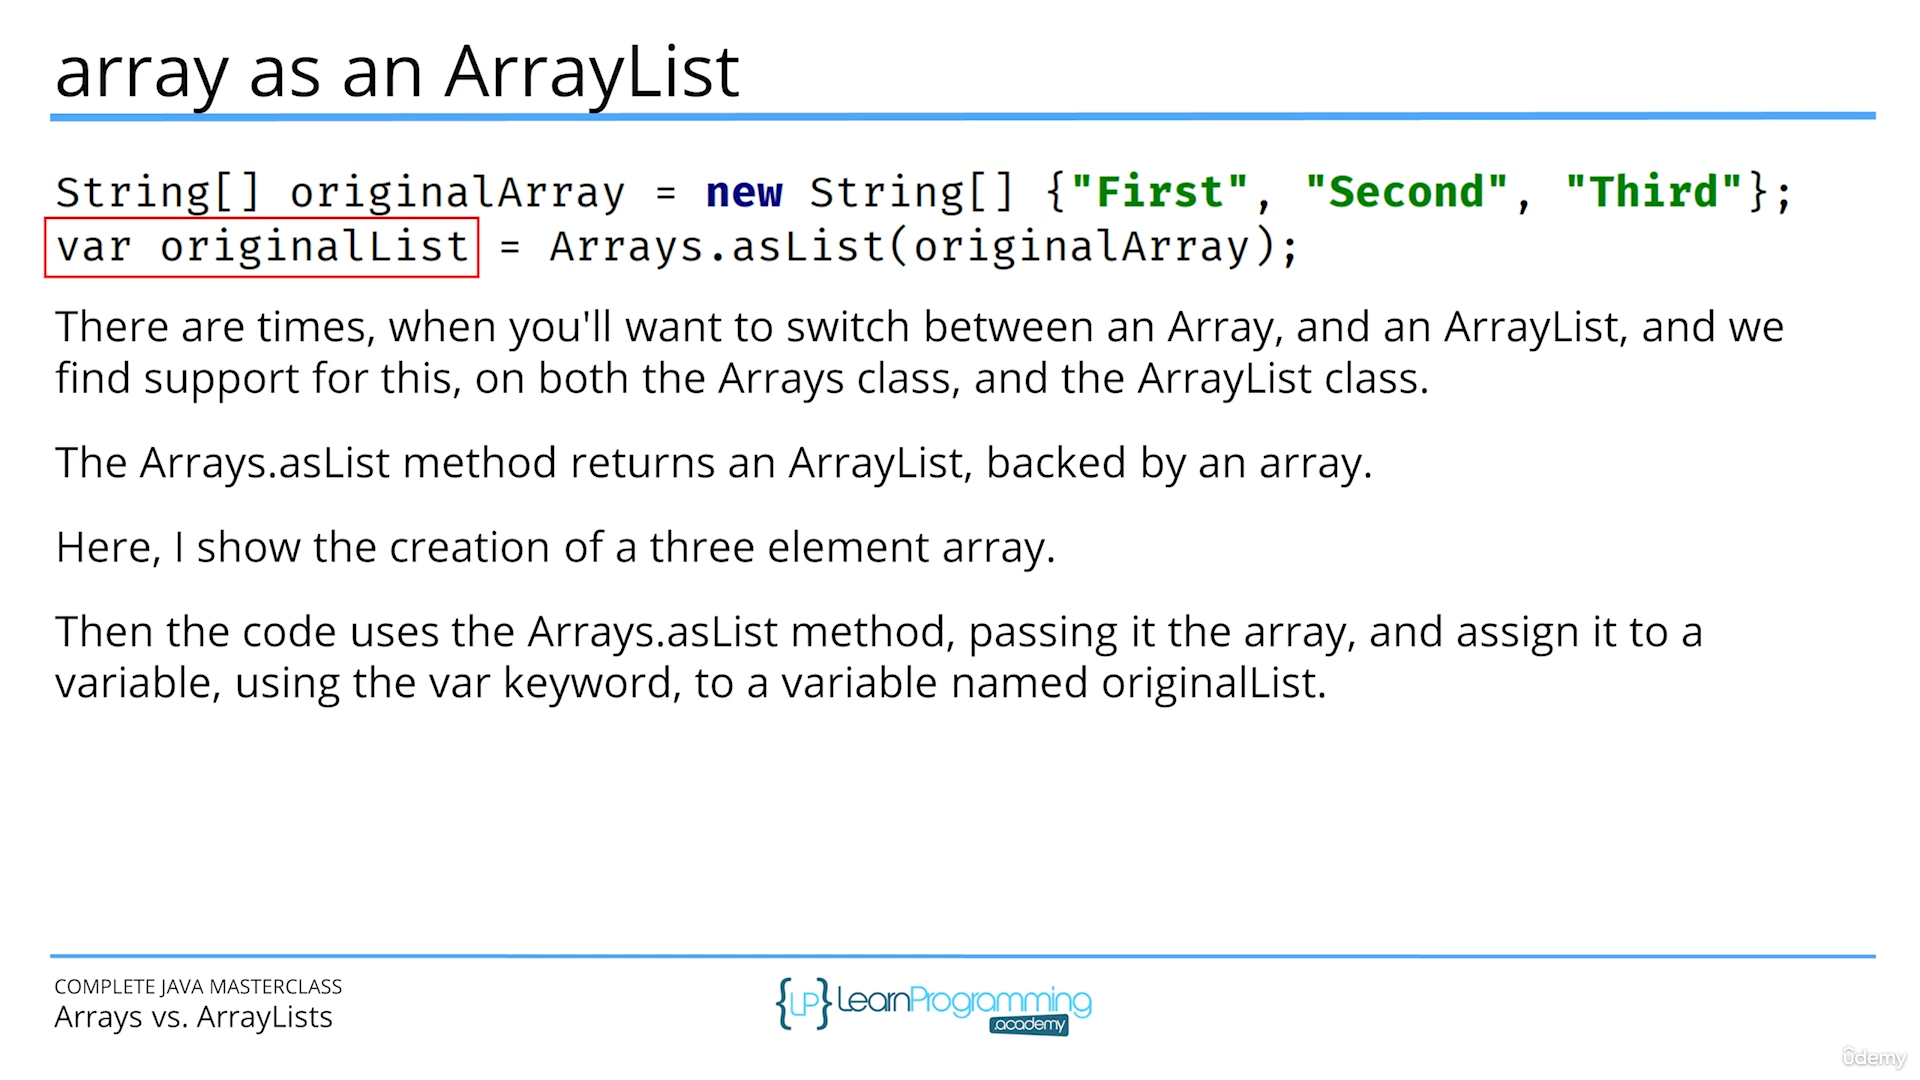 array as an ArrayList
String[] originalArray = new String[] {"First", "Second", "Third"};
var originalList = Arrays.asList(originalArray);
There are times, when you'll want to switch between an Array, and an ArrayList, and we
find support for this, on both the Arrays class, and the ArrayList class.
The Arrays.asList method returns an ArrayList, backed by an array.
Here, I show the creation of a three element array.
Then the code uses the Arrays.asList method, passing it the array, and assign it to a
variable, using the var keyword, to a variable named originalList.
COMPLETE JAVA MASTERCLASS
Arrays vs. ArrayLists
{LP} LearnProgramming
.academy
udemy